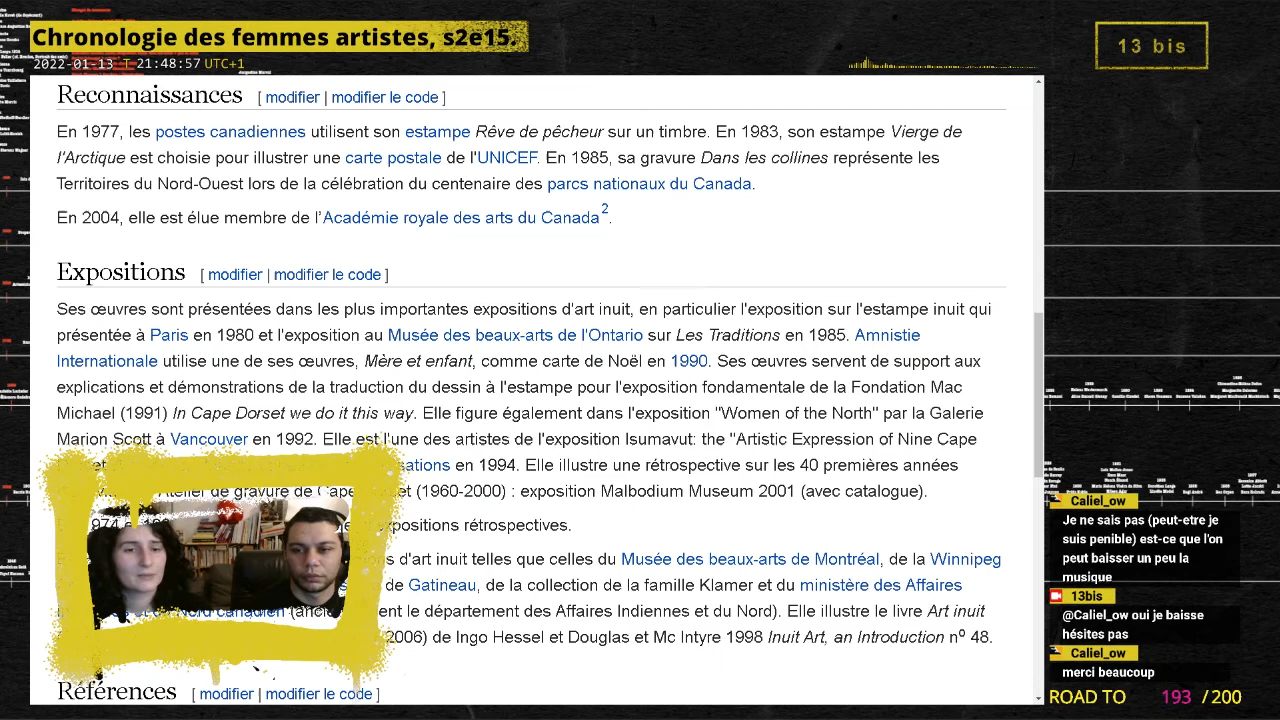 Chronologie des femmes artistes, s2e15
2022-01-13 T 21:48:57 UTC+1
13 bis
Reconnaissances [ modifier | modifier le code ]
En 1977, les postes canadiennes utilisent son estampe Rêve de pêcheur sur un timbre. En 1983, son estampe Vierge de
l'Arctique est choisie pour illustrer une carte postale de l'UNICEF. En 1985, sa gravure Dans les collines représente les
Territoires du Nord-Ouest lors de la célébration du centenaire des parcs nationaux du Canada.
En 2004, elle est élue membre de l'Académie royale des arts du Canada2.
Expositions [ modifier | modifier le code ]
Ses œuvres sont présentées dans les plus importantes expositions d'art inuit, en particulier l'exposition sur l'estampe inuit qui
présentée à Paris en 1980 et l'exposition au Musée des beaux-arts de l'Ontario sur Les Traditions en 1985. Amnistie
Internationale utilise une de ses œuvres, Mère et enfant, comme carte de Noël en 1990. Ses œuvres servent de support aux
explications et démonstrations de la traduction du dessin à l'estampe pour l'exposition fondamentale de la Fondation Mac
Michael (1991) In Cape Dorset we do it this way. Elle figure également dans l'exposition "Women of the North" par la Galerie
Marion Scott à Vancouver en 1992. Elle est l'une des artistes de l'exposition Isumavut: the "Artistic Expression of Nine Cape
sations en 1994. Elle illustre une rétrospective sur les 40 premières années
telier de gravure de Cape 960-2000) : exposition Malbodium Museum 2001 (avec catalogue).
197 xpositions rétrospectives.
s d'art inuit telles que celles du Musée des beaux-arts de Montréal, de la Winnipeg
de Gatineau, de la collection de la famille Klamer et du ministère des Affaires
Nord canadien (anc ent le département des Affaires Indiennes et du Nord). Elle illustre le livre Art inuit
2006) de Ingo Hessel et Douglas et Mc Intyre 1998 Inuit Art, an Introduction nº 48.
Références [ modifier | modifier le code ]
Caliel_ow
Je ne sais pas (peut-etre je
suis penible) est-ce que l'on
peut baisser un peu la
musique
13bis
@Caliel_ow oui je baisse
hésites pas
Caliel_ow
merci beaucoup
ROAD TO 193 / 200